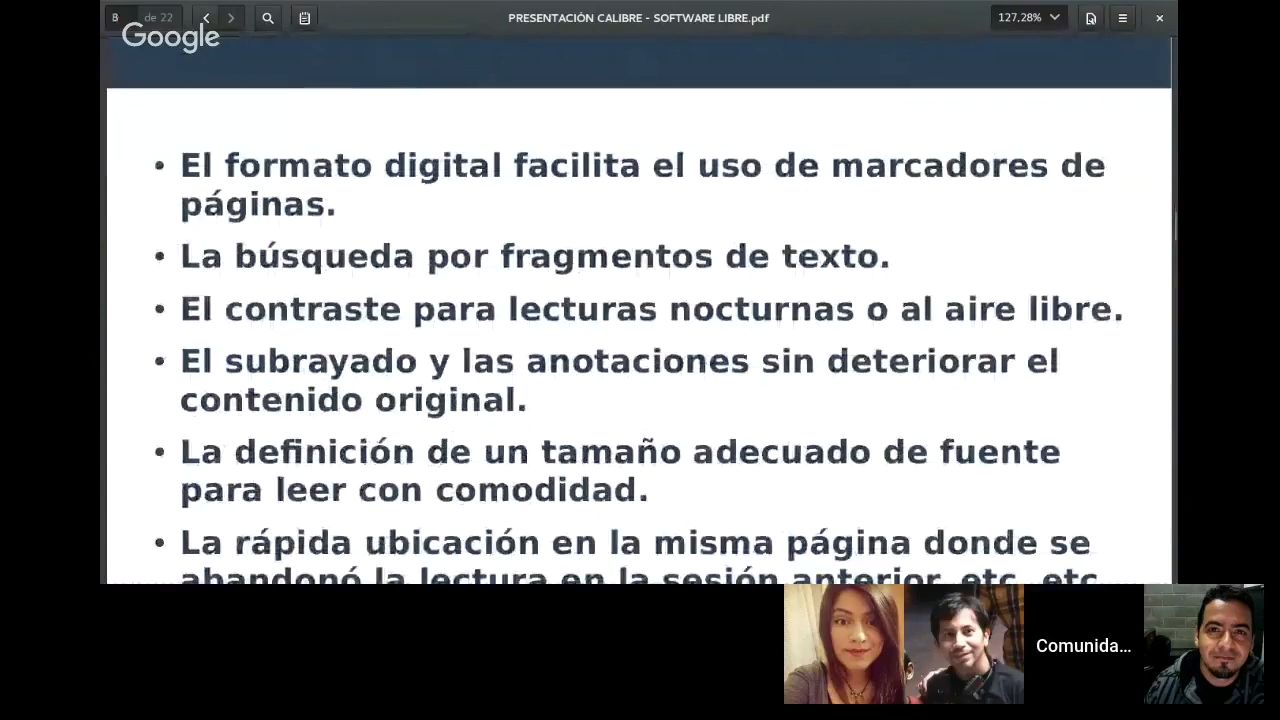 8 de 22
PRESENTACIÓN CALIBRE - SOFTWARE LIBRE.pdf
127,28%
Google
• El formato digital facilita el uso de marcadores de
páginas.
• La búsqueda por fragmentos de texto.
• El contraste para lecturas nocturnas o al aire libre.
• El subrayado y las anotaciones sin deteriorar el
contenido original.
• La definición de un tamaño adecuado de fuente
para leer con comodidad.
• La rápida ubicación en la misma página donde se
abandonó la lectura en la sesión anterior, etc, etc
Comunida...